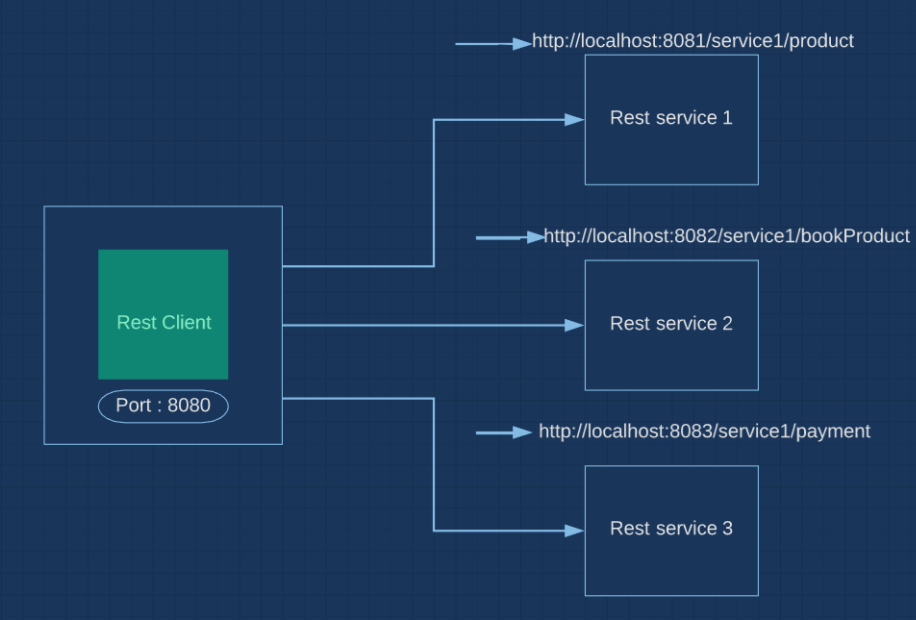 http://localhost:8081/service1/product
Rest service 1
http://localhost:8082/service1/bookProduct
Rest Client
Rest service 2
Port : 8080
http://localhost:8083/service1/payment
Rest service 3